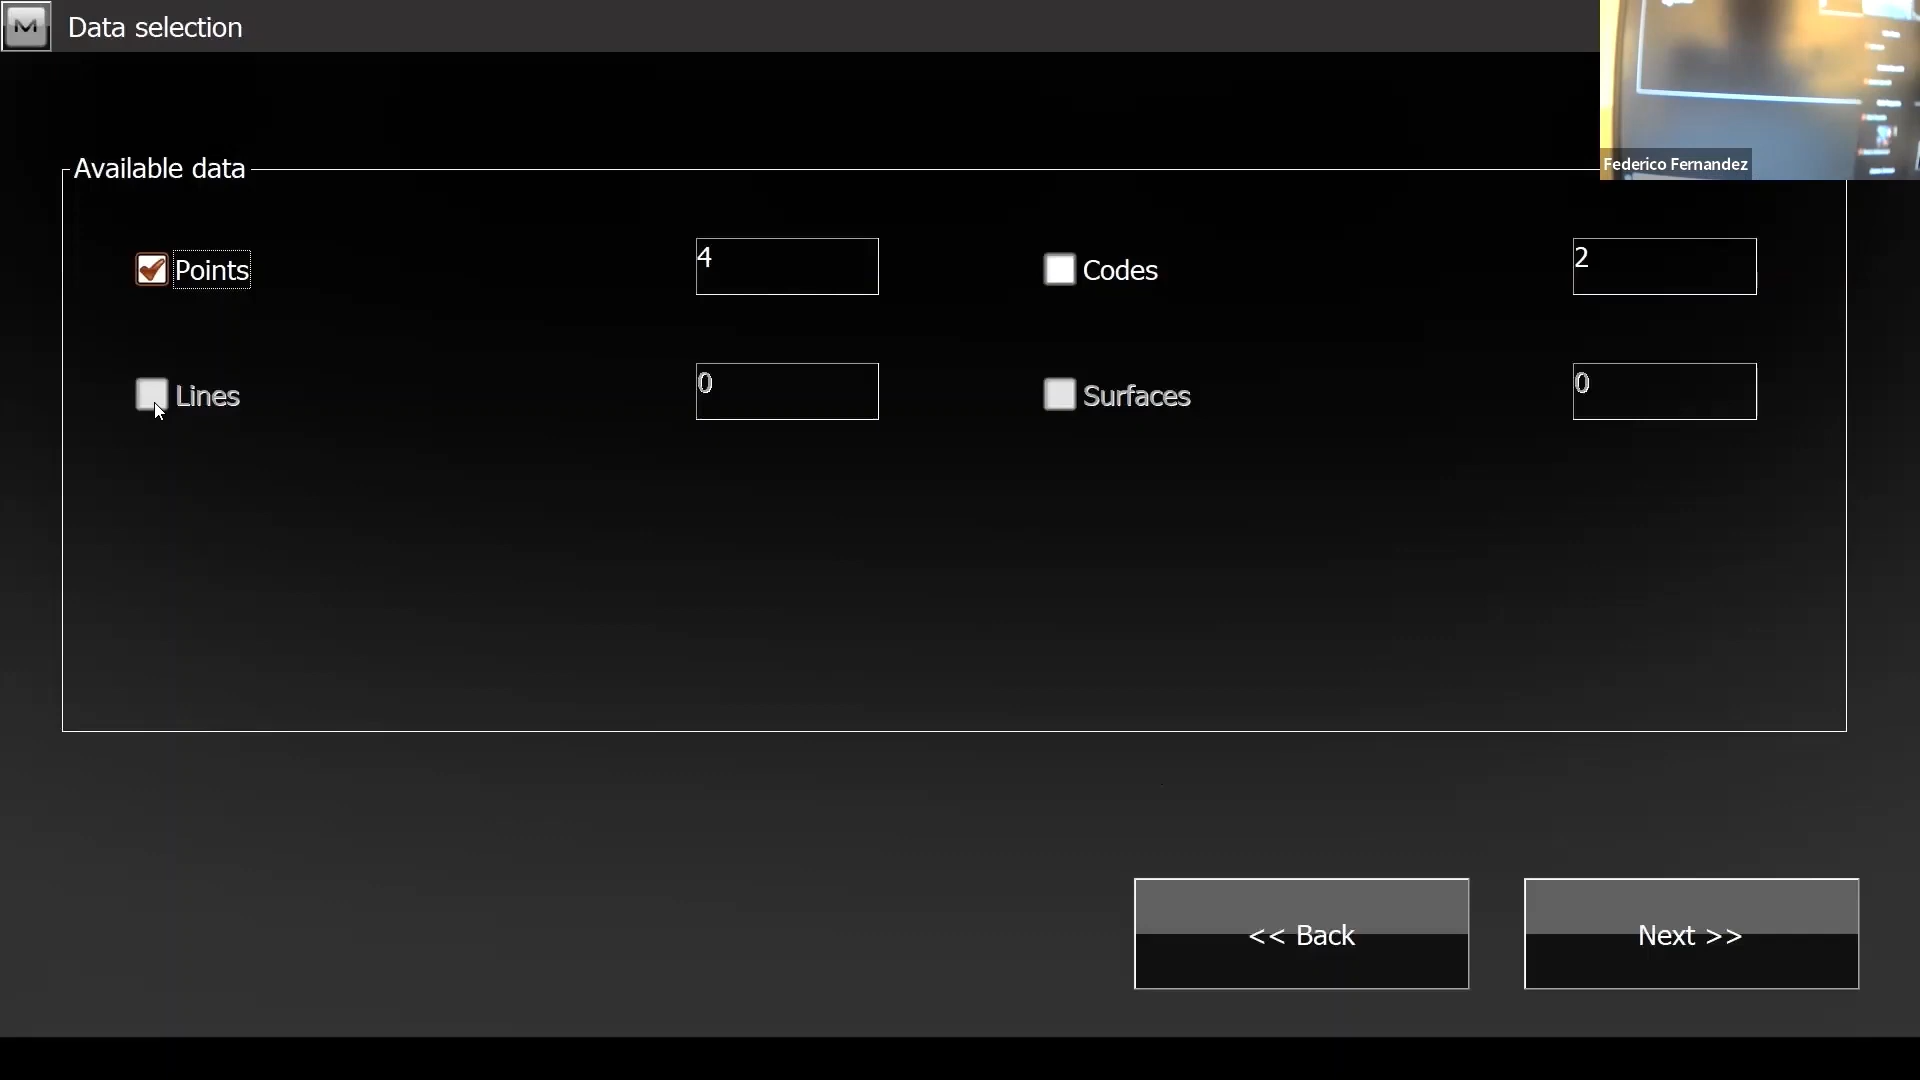 Data selection
Federico Fernandez
Available data
Points 4 Codes 2
Lines 0 Surfaces 0
<< Back Next >>